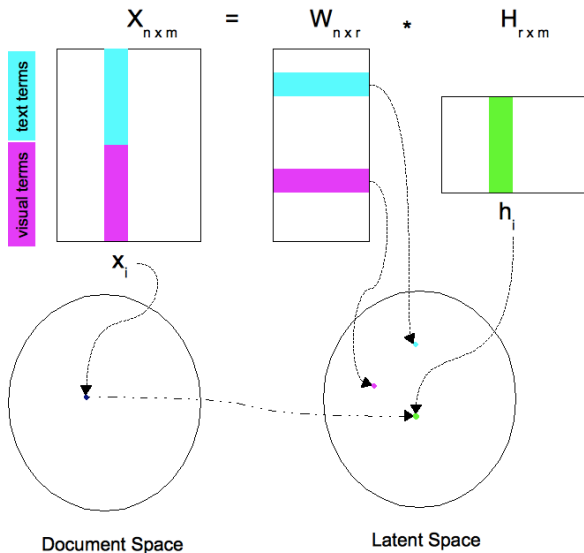 X n x m = W n x r * H r x m
text terms
visual terms
x i
h i
Document Space
Latent Space